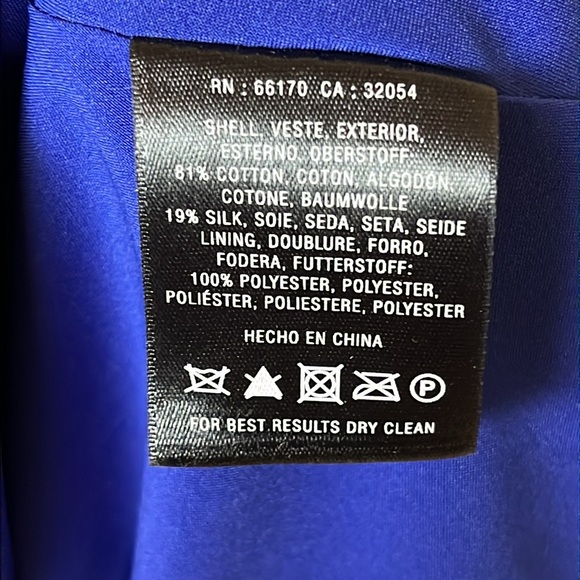 RN : 66170 CA : 32054
SHELL, VESTE, EXTERIOR,
ESTERNO, OBERSTOFF:
81% COTTON, COTON, ALGODÓN,
COTONE, BAUMWOLLE
19% SILK, SOIE, SEDA, SETA, SEIDE
LINING, DOUBLURE, FORRO,
FODERA, FUTTERSTOFF:
100% POLYESTER, POLYESTER,
POLIÉSTER, POLIESTERE, POLYESTER
HECHO EN CHINA
P
FOR BEST RESULTS DRY CLEAN